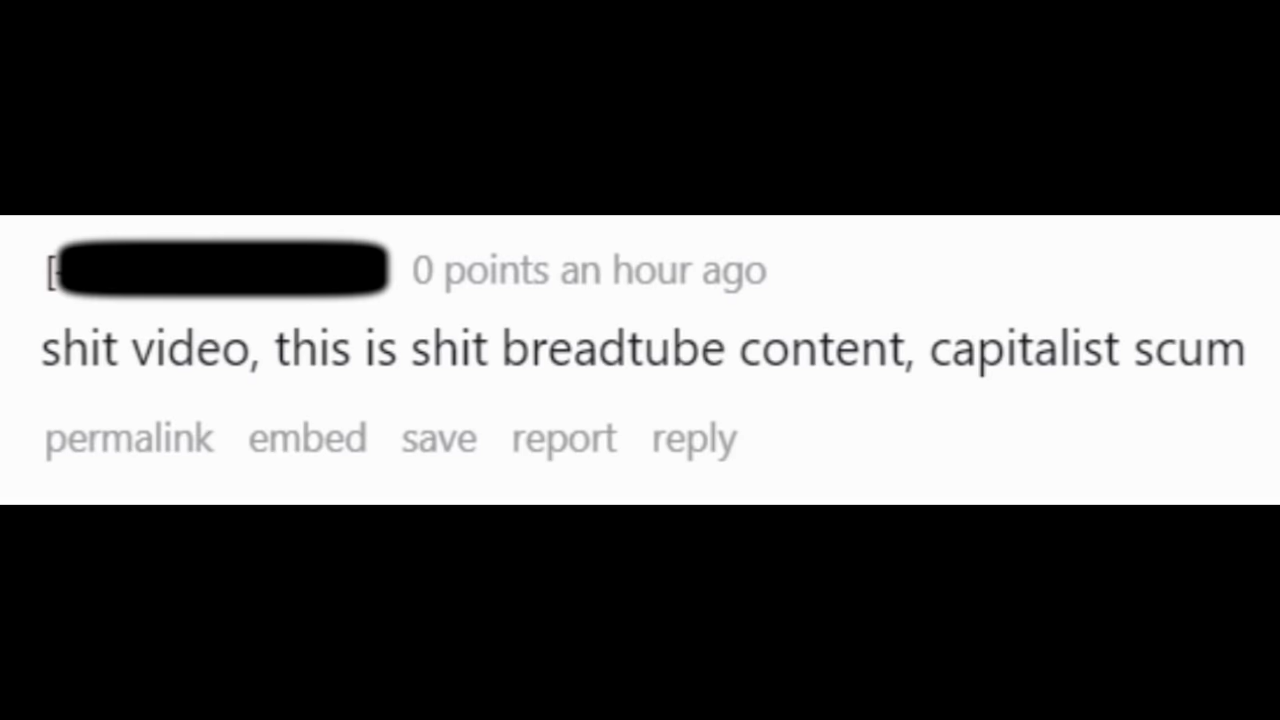 [-] 0 points an hour ago
shit video, this is shit breadtube content, capitalist scum
permalink embed save report reply